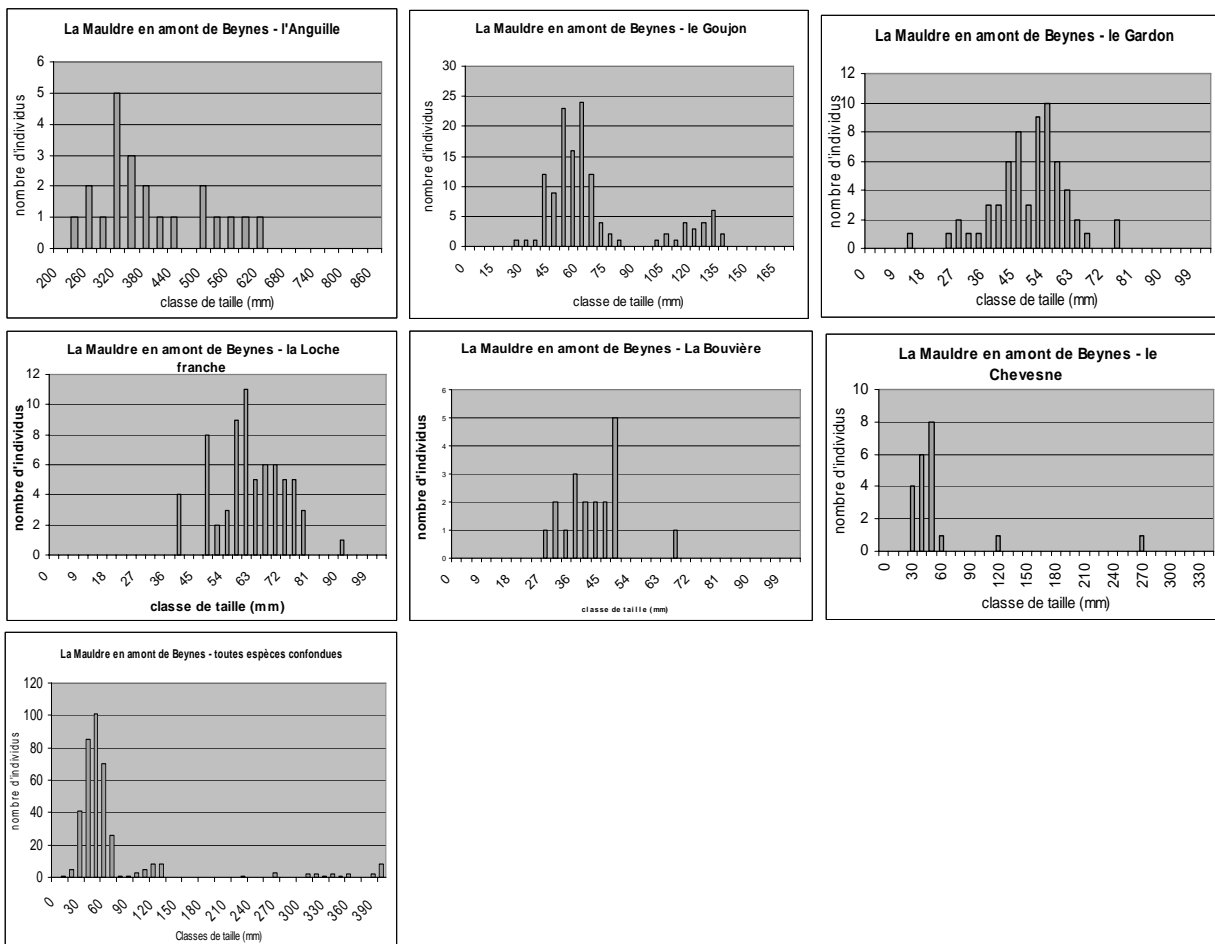 La Mauldre en amont de Beynes - l'Anguille
6
5
4
3
2
1
0
nombre d'individus
200 260 320 380 440 500 560 620 680 740 800 860
classe de taille (mm)
La Mauldre en amont de Beynes - le Goujon
30
25
20
15
10
5
0
nombre d'individus
0 15 30 45 60 75 90 105 120 135 150 165
classe de taille (mm)
La Mauldre en amont de Beynes - le Gardon
12
10
8
6
4
2
0
nombre d'individus
0 9 18 27 36 45 54 63 72 81 90 99
classe de taille (mm)
La Mauldre en amont de Beynes - la Loche
franche
12
10
8
6
4
2
0
nombre d'individus
0 9 18 27 36 45 54 63 72 81 90 99
classe de taille (mm)
La Mauldre en amont de Beynes - La Bouvière
6
5
4
3
2
1
0
nombre d'individus
0 9 18 27 36 45 54 63 72 81 90 99
classe de taille (mm)
La Mauldre en amont de Beynes - le
Chevesne
10
8
6
4
2
0
nombre d'individus
0 30 60 90 120 150 180 210 240 270 300 330
classe de taille (mm)
La Mauldre en amont de Beynes - toutes espèces confondues
120
100
80
60
40
20
0
nombre d'individus
0 30 60 90 120 150 180 210 240 270 300 330 360 390
Classes de taille (mm)